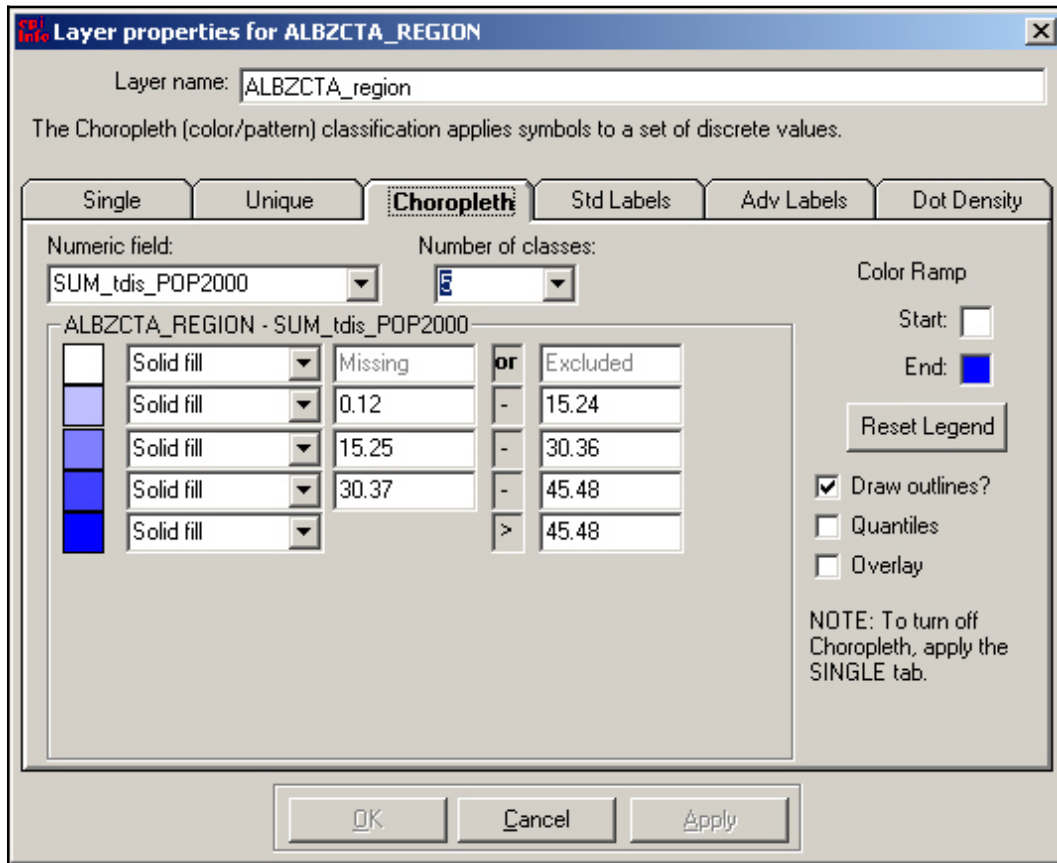 epi info Layer properties for ALBZCTA_REGION
Layer name: ALBZCTA_region
The Choropleth (color/pattern) classification applies symbols to a set of discrete values.
Single Unique Choropleth Std Labels Adv Labels Dot Density
Numeric field: Number of classes:
SUM_tdis_POP2000 5
Color Ramp
Start:
End:
Reset Legend
ALBZCTA_REGION - SUM_tdis_POP2000
Solid fill Missing or Excluded
Solid fill 0.12 - 15.24
Solid fill 15.25 - 30.36
Solid fill 30.37 - 45.48
Solid fill > 45.48
Draw outlines?
Quantiles
Overlay
NOTE: To turn off
Choropleth, apply the
SINGLE tab.
OK Cancel Apply